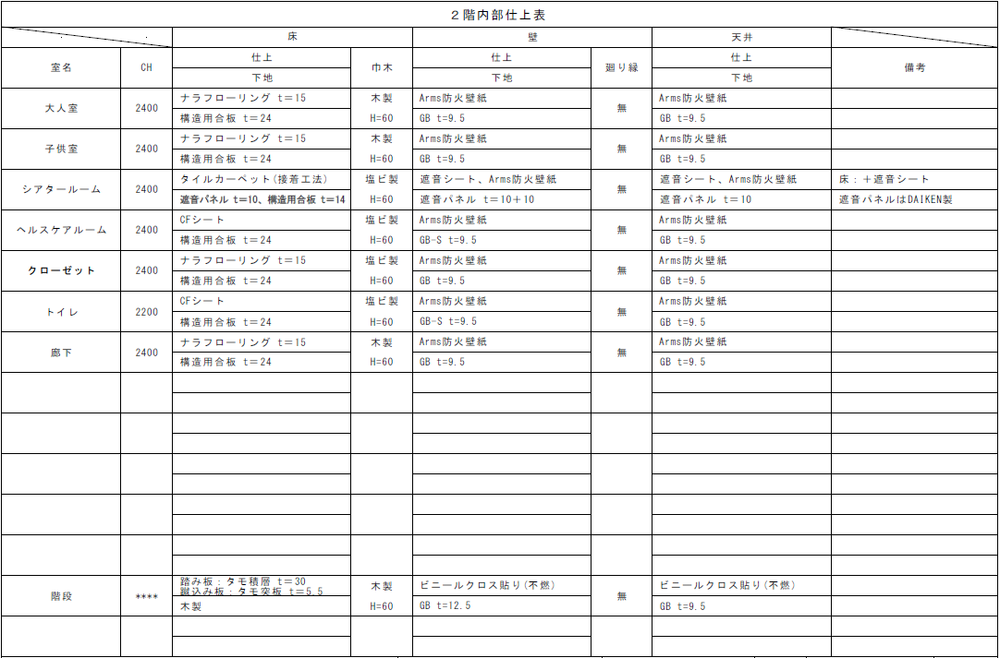 ２階内部仕上表
床 壁 天井
室名 CH 仕上 巾木 仕上 廻り縁 仕上 備考
下地 下地 下地
大人室 2400 ナラフローリング t＝15 木製 Arms防火壁紙 無 Arms防火壁紙
構造用合板 t＝24 H=60 GB t=9.5 GB t=9.5
子供室 2400 ナラフローリング t＝15 木製 Arms防火壁紙 無 Arms防火壁紙
構造用合板 t＝24 H=60 GB t=9.5 GB t=9.5
シアタールーム 2400 タイルカーペット(接着工法) 塩ビ製 遮音シート、Arms防火壁紙 無 遮音シート、Arms防火壁紙 床：＋遮音シート
遮音パネル t＝10、構造用合板 t＝14 H=60 遮音パネル t＝10＋10 遮音パネル t＝10 遮音パネルはDAIKEN製
ヘルスケアルーム 2400 CFシート 塩ビ製 Arms防火壁紙 無 Arms防火壁紙
構造用合板 t＝24 H=60 GB-S t=9.5 GB t=9.5
クローゼット 2400 ナラフローリング t＝15 塩ビ製 Arms防火壁紙 無 Arms防火壁紙
構造用合板 t＝24 H=60 GB t=9.5 GB t=9.5
トイレ 2200 CFシート 塩ビ製 Arms防火壁紙 無 Arms防火壁紙
構造用合板 t＝24 H=60 GB-S t=9.5 GB t=9.5
廊下 2400 ナラフローリング t＝15 木製 Arms防火壁紙 無 Arms防火壁紙
構造用合板 t＝24 H=60 GB t=9.5 GB t=9.5
階段 **** 踏み板：タモ積層 t＝30 木製 ビニールクロス貼り(不燃) 無 ビニールクロス貼り(不燃)
蹴込み板：タモ突板 t＝5.5
木製 H=60 GB t=12.5 GB t=9.5